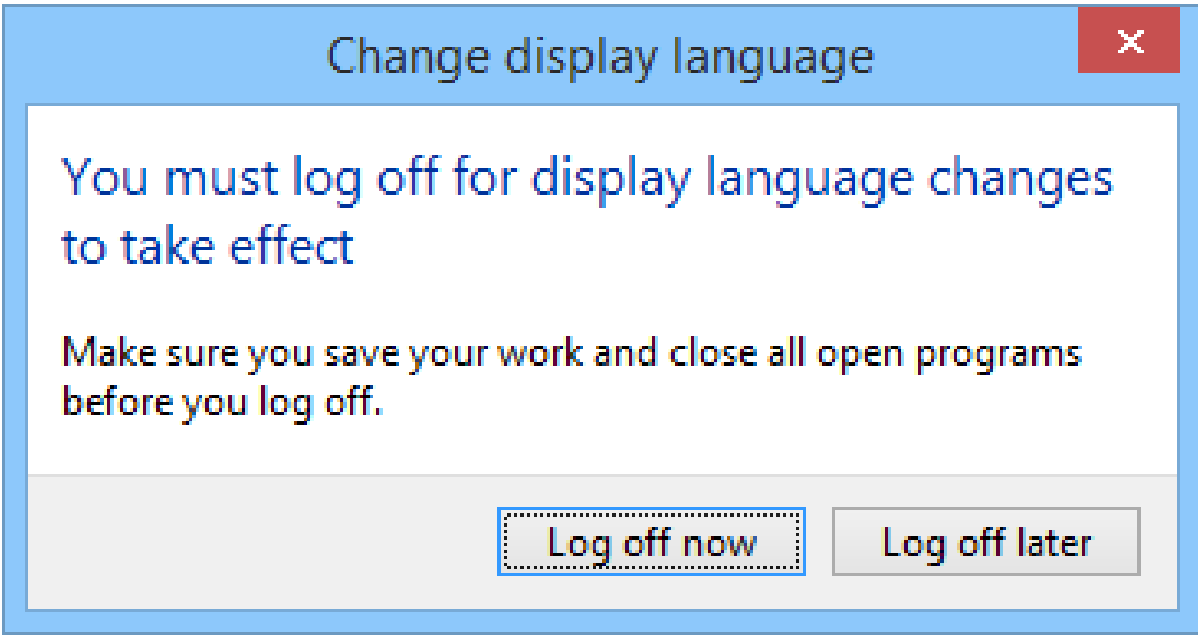 Change display language
You must log off for display language changes
to take effect
Make sure you save your work and close all open programs
before you log off.
Log off now
Log off later